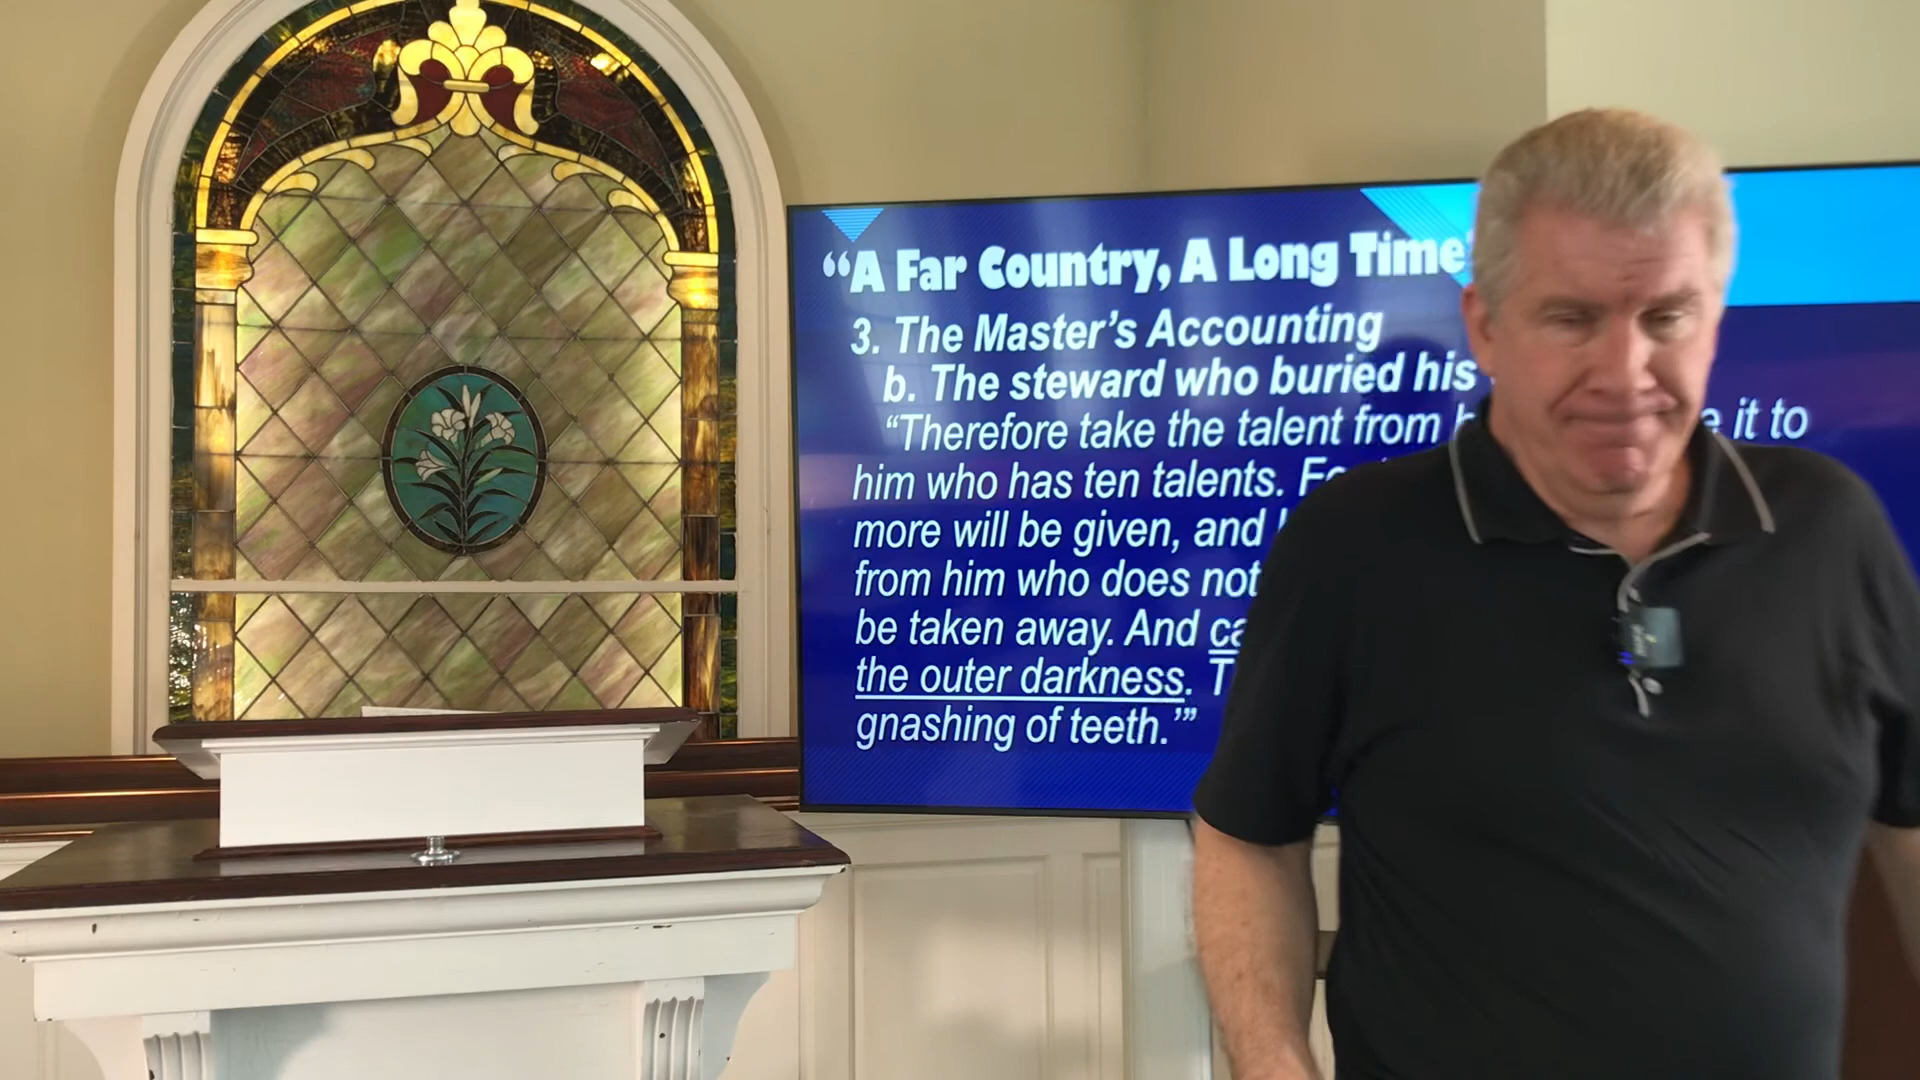 “A Far Country, A Long Time
3. The Master’s Accounting
b. The steward who buried his
“Therefore take the talent from it to
him who has ten talents.
more will be given, and
from him who does not
be taken away. And
the outer darkness.
gnashing of teeth.’”